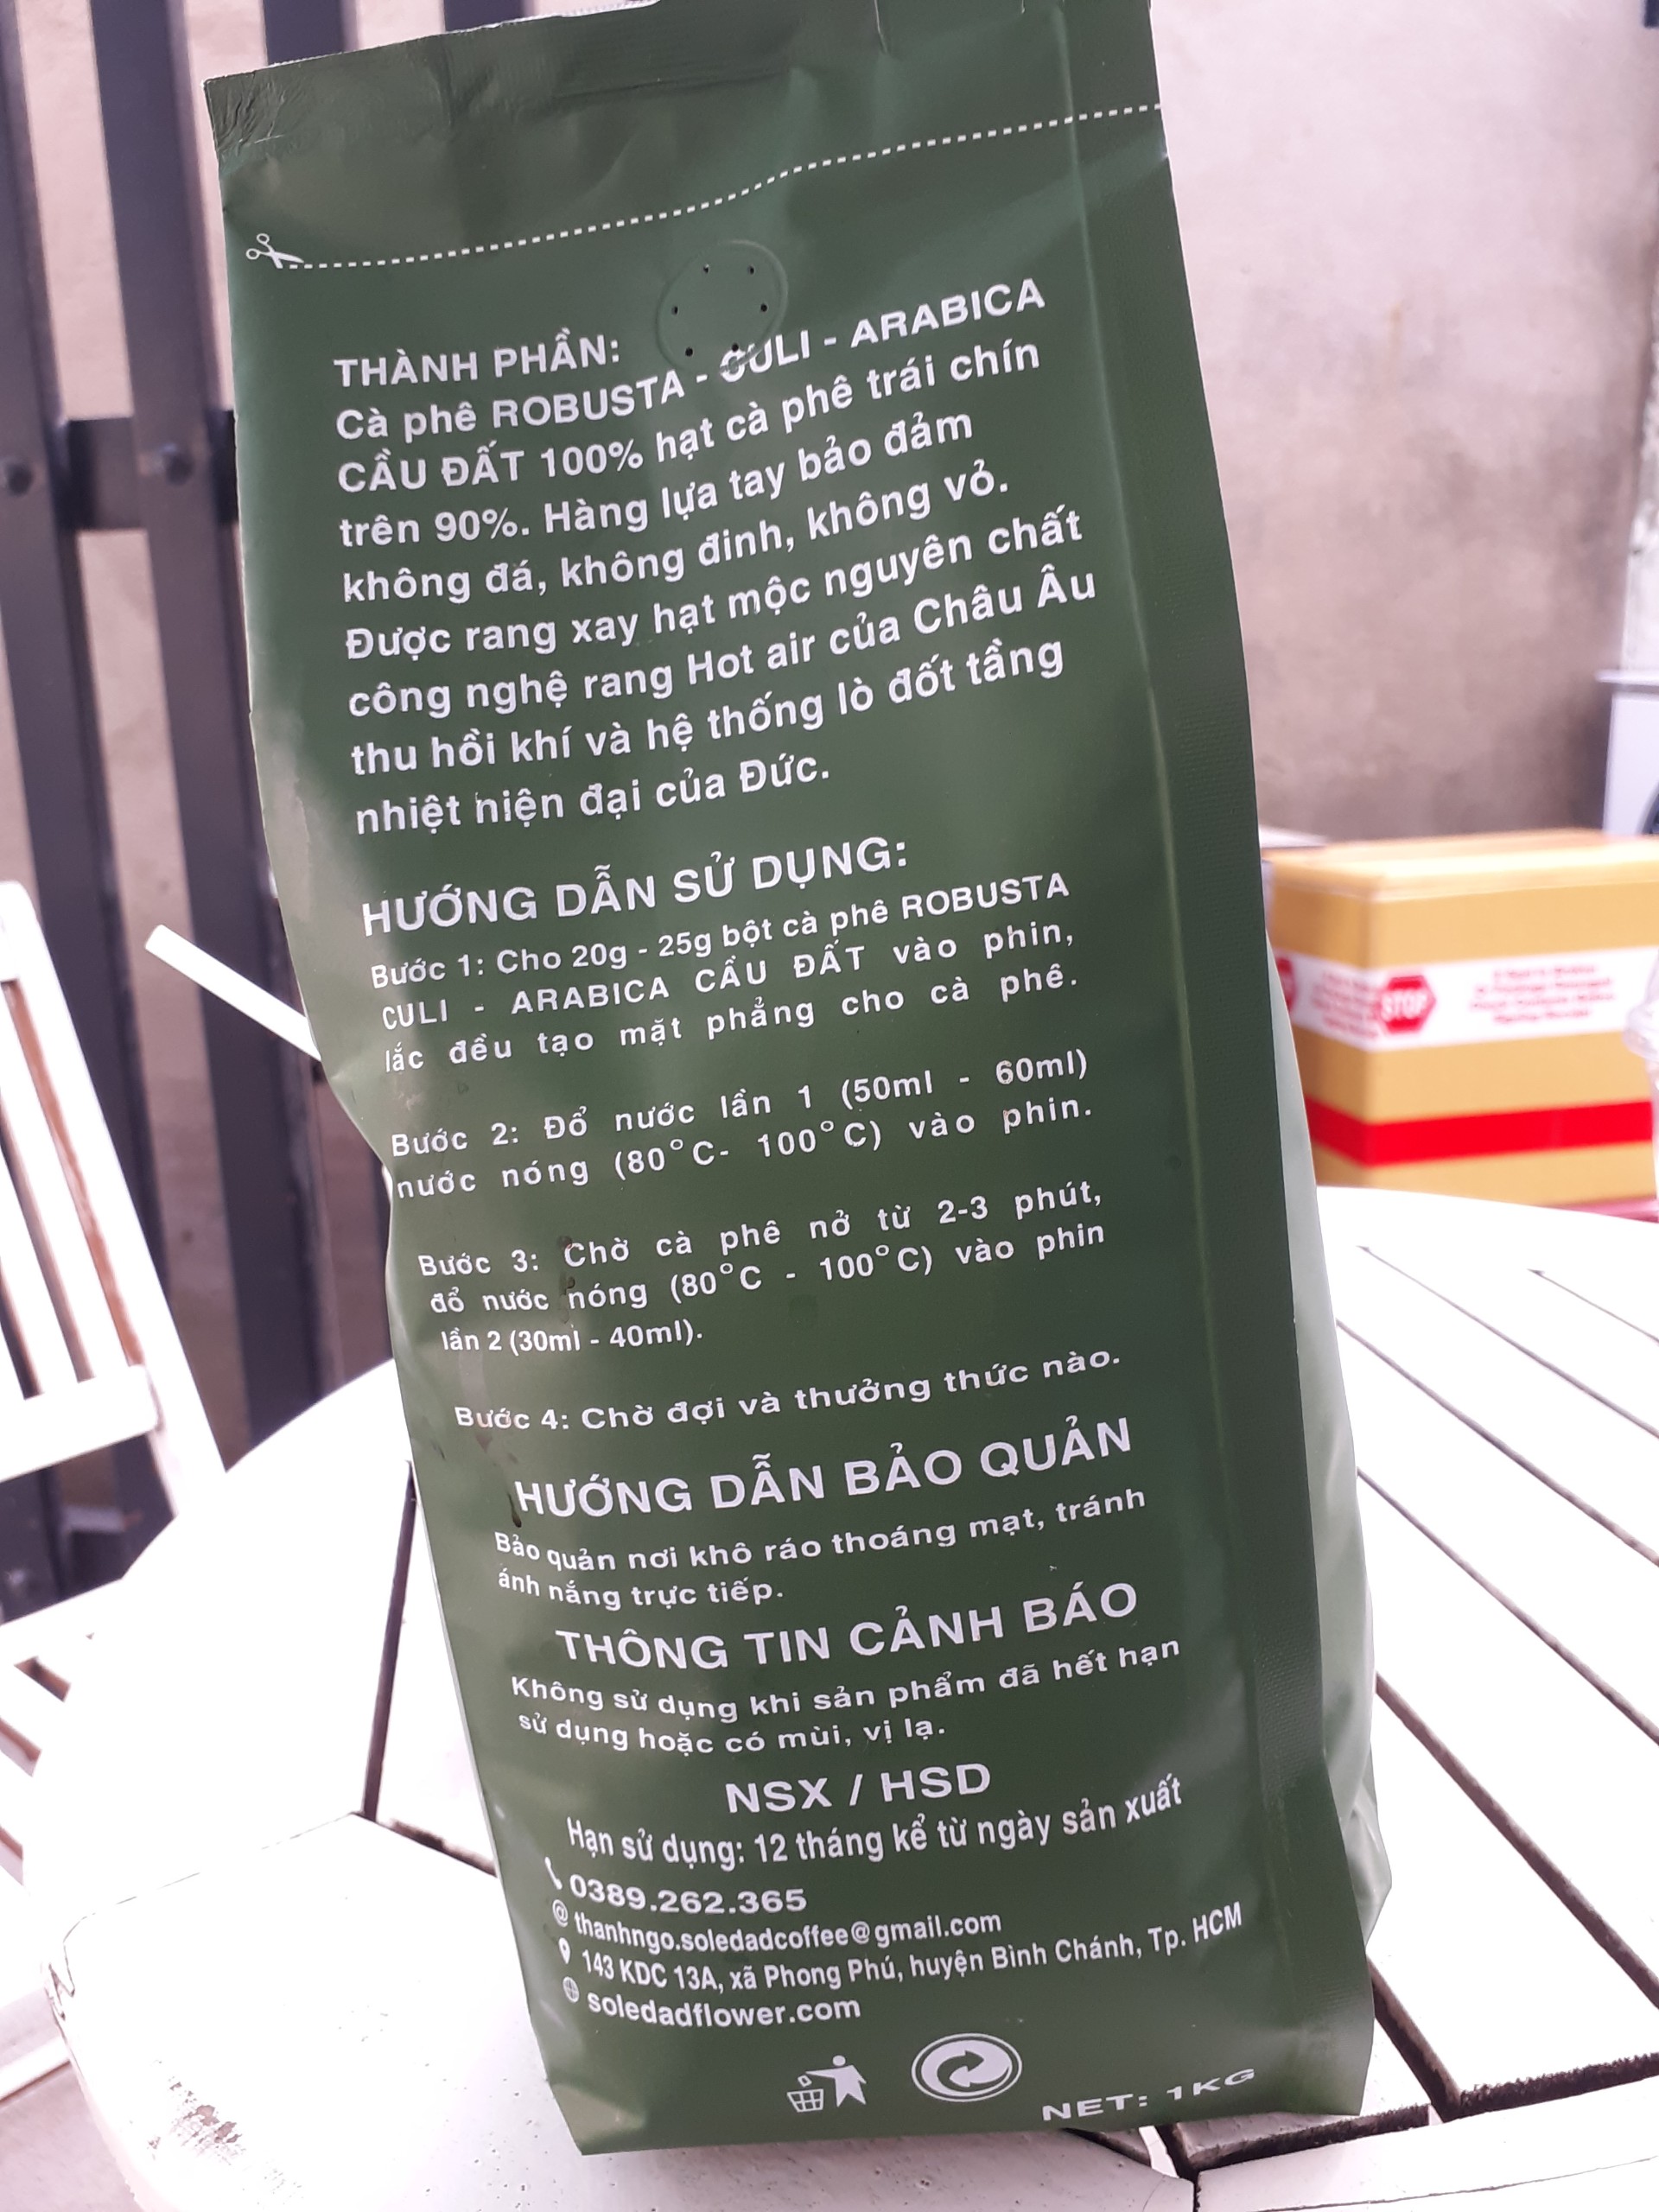 THÀNH PHẦN:
Cà phê ROBUSTA - CULI - ARABICA
CẦU ĐẤT 100% hạt cà phê trái chín
trên 90%. Hàng lựa tay bảo đảm
không đá, không đinh, không vỏ.
Được rang xay hạt mộc nguyên chất
công nghệ rang Hot air của Châu Âu
thu hồi khí và hệ thống lò đốt tầng
nhiệt hiện đại của Đức.
HƯỚNG DẪN SỬ DỤNG:
Bước 1: Cho 20g - 25g bột cà phê ROBUSTA
CULI - ARABICA CẦU ĐẤT vào phin,
lắc đều tạo mặt phẳng cho cà phê.
Bước 2: Đổ nước lần 1 (50ml - 60ml)
nước nóng (80°C- 100°C) vào phin.
Bước 3: Chờ cà phê nở từ 2-3 phút,
đổ nước nóng (80°C - 100°C) vào phin
lần 2 (30ml - 40ml).
Bước 4: Chờ đợi và thưởng thức nào.
HƯỚNG DẪN BẢO QUẢN
Bảo quản nơi khô ráo thoáng mạt, tránh
ánh nắng trực tiếp.
THÔNG TIN CẢNH BÁO
Không sử dụng khi sản phẩm đã hết hạn
sử dụng hoặc có mùi, vị lạ.
NSX / HSD
Hạn sử dụng: 12 tháng kể từ ngày sản xuất
0389.262.365
thanhngo.soledadcoffee@gmail.com
143 KDC 13A, xã Phong Phú, huyện Bình Chánh, Tp. HCM
soledadflower.com
NET: 1KG
STOP